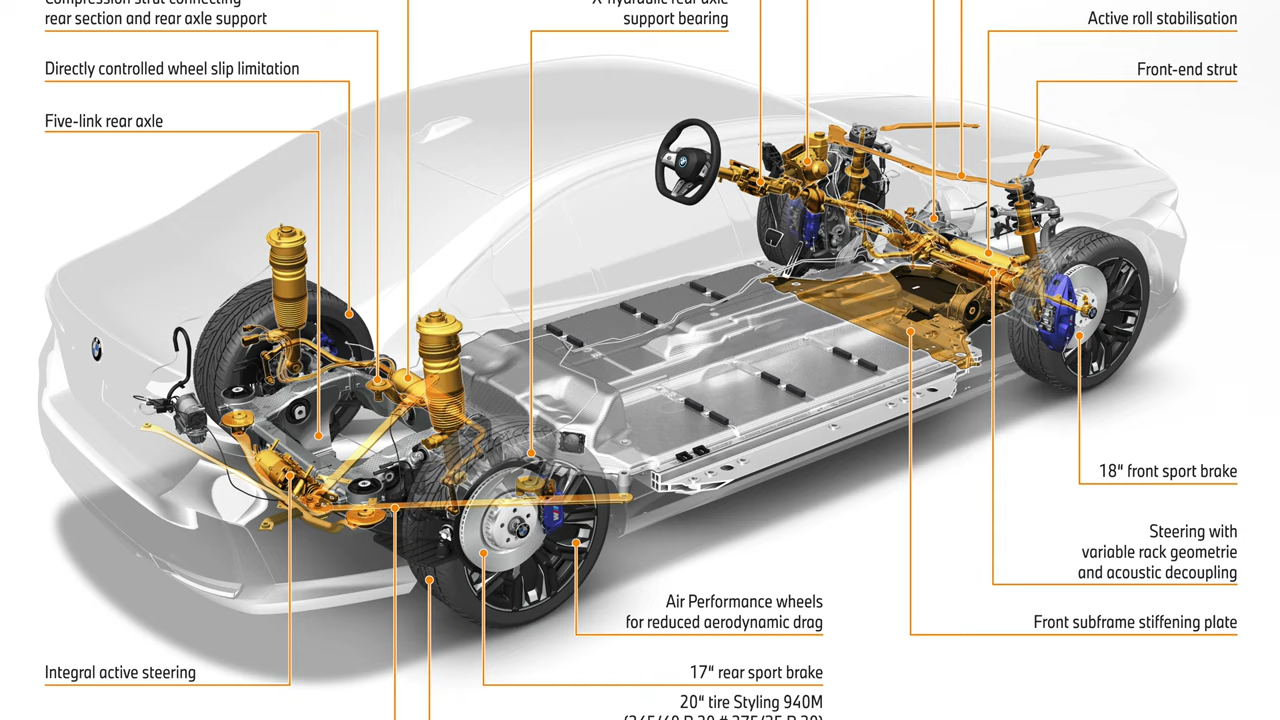 Compression strut connecting
rear section and rear axle support
Directly controlled wheel slip limitation
Five-link rear axle
X-hydraulic rear axle
support bearing
Active roll stabilisation
Front-end strut
18" front sport brake
Steering with
variable rack geometrie
and acoustic decoupling
Front subframe stiffening plate
Air Performance wheels
for reduced aerodynamic drag
Integral active steering
17" rear sport brake
20" tire Styling 940M